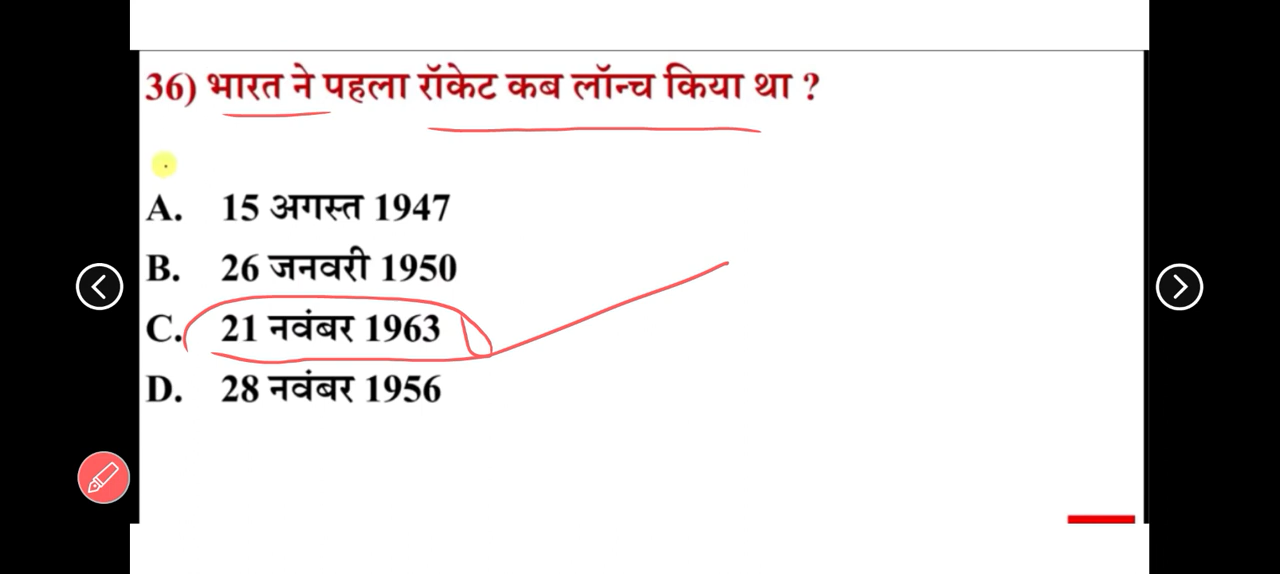 36) भारत ने पहला रॉकेट कब लॉन्च किया था ?
A. 15 अगस्त 1947
B. 26 जनवरी 1950
C. 21 नवंबर 1963
D. 28 नवंबर 1956